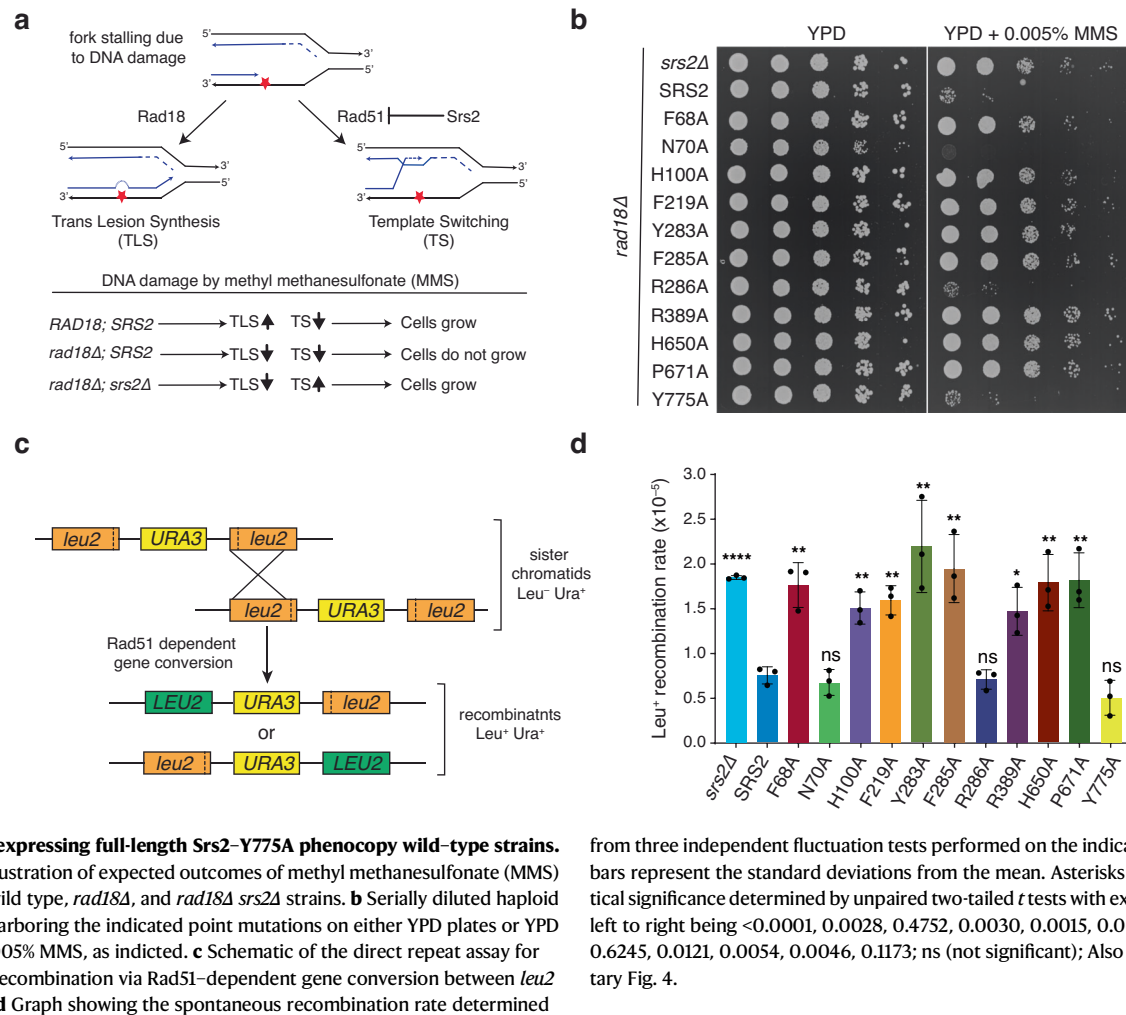 a
fork stalling due
to DNA damage
5'
3'
3'
5'
Rad18
Rad51
Srs2
5'
3'
5'
3'
5'
3'
5'
3'
Trans Lesion Synthesis
(TLS)
Template Switching
(TS)
DNA damage by methyl methanesulfonate (MMS)
RAD18; SRS2 TLS TS Cells grow
rad18Δ; SRS2 TLS TS Cells do not grow
rad18Δ; srs2Δ TLS TS Cells grow
b
YPD
YPD + 0.005% MMS
rad18Δ
srs2Δ
SRS2
F68A
N70A
H100A
F219A
Y283A
F285A
R286A
R389A
H650A
P671A
Y775A
c
leu2 URA3 leu2
leu2 URA3 leu2
sister
chromatids
Leu⁻ Ura⁺
Rad51 dependent
gene conversion
LEU2 URA3 leu2
or
leu2 URA3 LEU2
recombinatnts
Leu⁺ Ura⁺
d
Leu⁺ recombination rate (x10⁻⁵)
3.0
2.5
2.0
1.5
1.0
0.5
0.0
****
**
ns
**
**
**
**
ns
*
**
**
ns
srs2Δ
SRS2
F68A
N70A
H100A
F219A
Y283A
F285A
R286A
R389A
H650A
P671A
Y775A
expressing full-length Srs2–Y775A phenocopy wild–type strains.
ustration of expected outcomes of methyl methanesulfonate (MMS)
ild type, rad18Δ, and rad18Δ srs2Δ strains. b Serially diluted haploid
arboring the indicated point mutations on either YPD plates or YPD
05% MMS, as indicted. c Schematic of the direct repeat assay for
ecombination via Rad51–dependent gene conversion between leu2
d Graph showing the spontaneous recombination rate determined
from three independent fluctuation tests performed on the indica
bars represent the standard deviations from the mean. Asterisks
tical significance determined by unpaired two-tailed t tests with ex
left to right being <0.0001, 0.0028, 0.4752, 0.0030, 0.0015, 0.0
0.6245, 0.0121, 0.0054, 0.0046, 0.1173; ns (not significant); Also
tary Fig. 4.